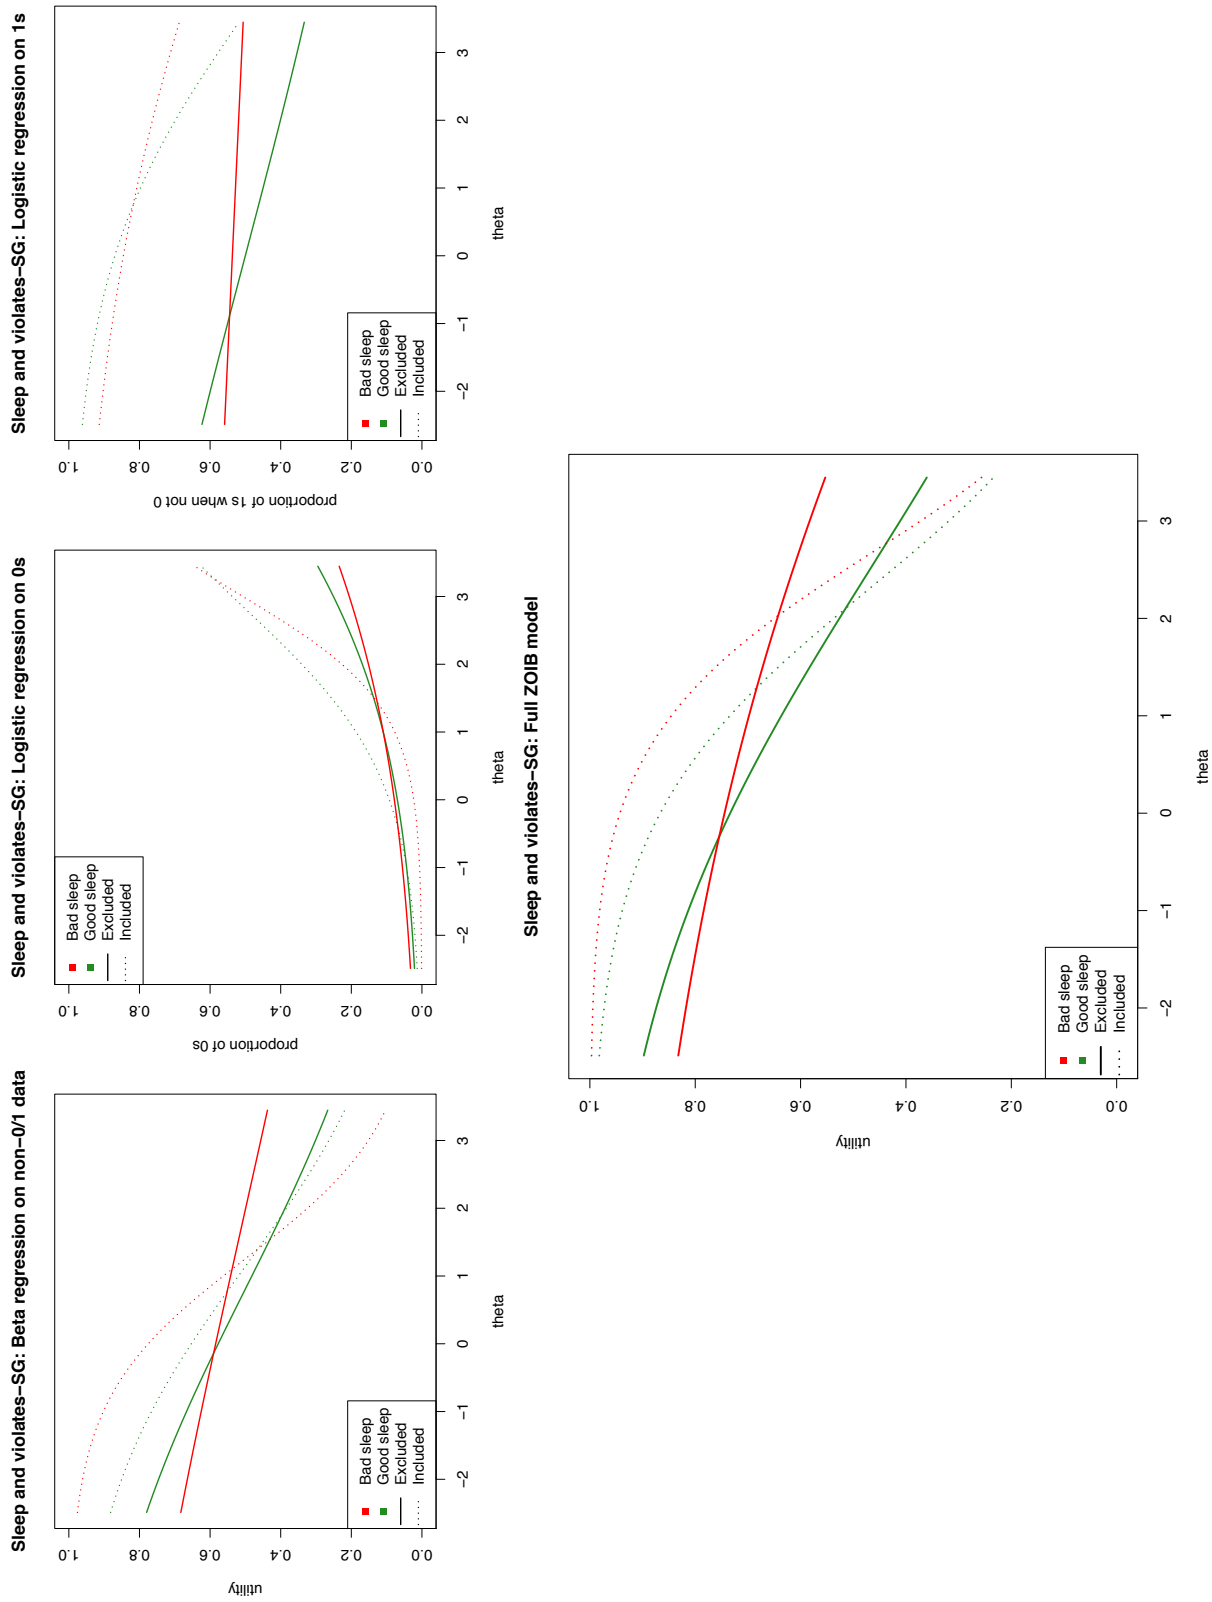 Sleep and violates−SG: Beta regression on non−0/1 data
utility
1.0
0.8
0.6
0.4
0.2
0.0
−2
−1
0
1
2
3
theta
Bad sleep
Good sleep
Excluded
Included
Sleep and violates−SG: Logistic regression on 0s
proportion of 0s
1.0
0.8
0.6
0.4
0.2
0.0
−2
−1
0
1
2
3
theta
Bad sleep
Good sleep
Excluded
Included
Sleep and violates−SG: Logistic regression on 1s
proportion of 1s when not 0
1.0
0.8
0.6
0.4
0.2
0.0
−2
−1
0
1
2
3
theta
Bad sleep
Good sleep
Excluded
Included
Sleep and violates−SG: Full ZOIB model
utility
1.0
0.8
0.6
0.4
0.2
0.0
−2
−1
0
1
2
3
theta
Bad sleep
Good sleep
Excluded
Included